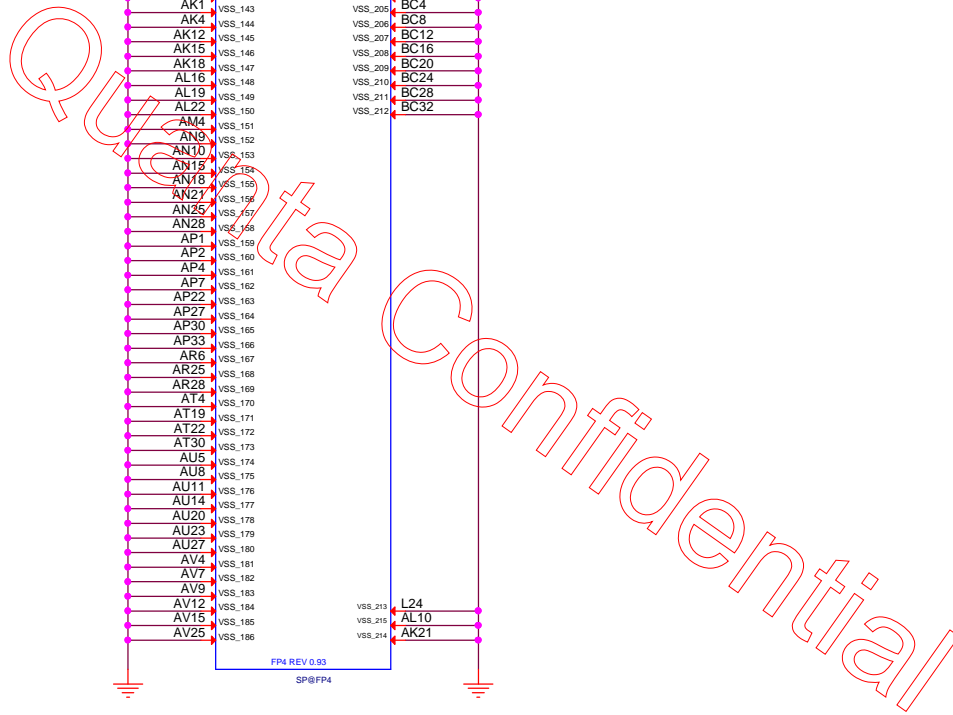 AK1 VSS_143 VSS_205 BC4
AK4 VSS_144 VSS_206 BC8
AK12 VSS_145 VSS_207 BC12
AK15 VSS_146 VSS_208 BC16
AK18 VSS_147 VSS_209 BC20
AL16 VSS_148 VSS_210 BC24
AL19 VSS_149 VSS_211 BC28
AL22 VSS_150 VSS_212 BC32
AM4 VSS_151
AN9 VSS_152
AN10 VSS_153
AN15 VSS_154
AN18 VSS_155
AN21 VSS_156
AN25 VSS_157
AN28 VSS_158
AP1 VSS_159
AP2 VSS_160
AP4 VSS_161
AP7 VSS_162
AP22 VSS_163
AP27 VSS_164
AP30 VSS_165
AP33 VSS_166
AR6 VSS_167
AR25 VSS_168
AR28 VSS_169
AT4 VSS_170
AT19 VSS_171
AT22 VSS_172
AT30 VSS_173
AU5 VSS_174
AU8 VSS_175
AU11 VSS_176
AU14 VSS_177
AU20 VSS_178
AU23 VSS_179
AU27 VSS_180
AV4 VSS_181
AV7 VSS_182
AV9 VSS_183
AV12 VSS_184 VSS_213 L24
AV15 VSS_185 VSS_215 AL10
AV25 VSS_186 VSS_214 AK21
FP4 REV 0.93
SP@FP4
Quanta Confidential